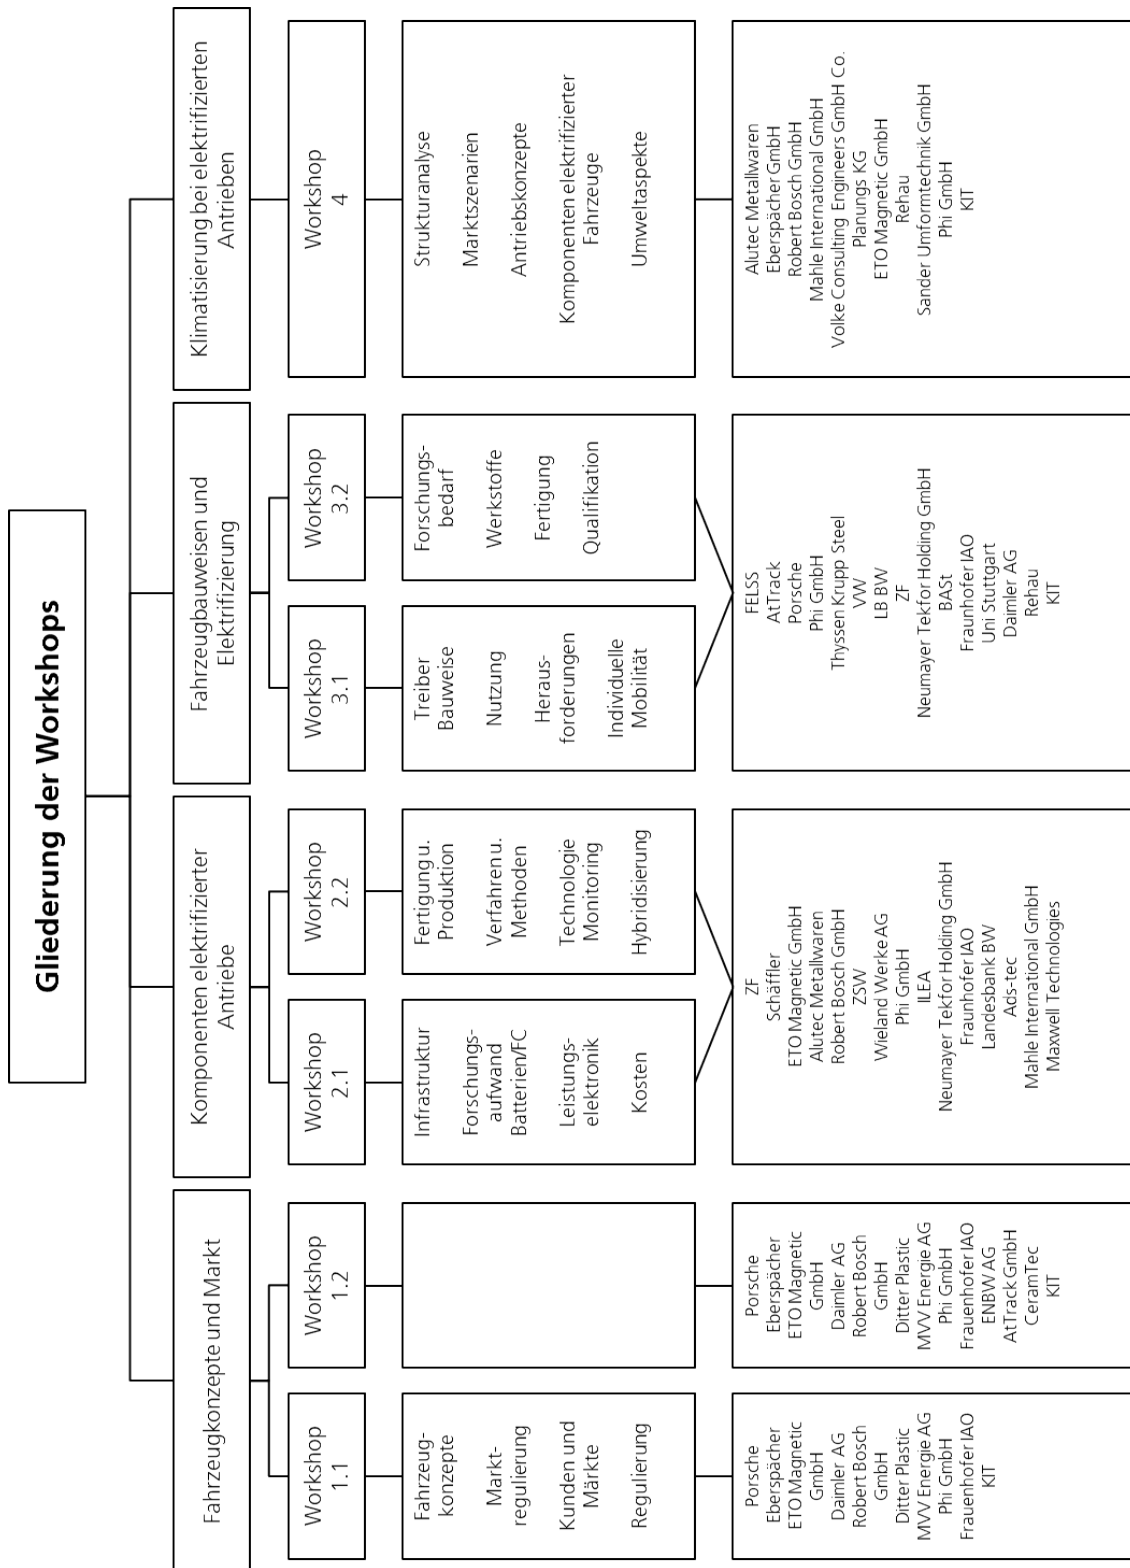 Gliederung der Workshops
Fahrzeugkonzepte und Markt
Komponenten elektrifizierter
Antriebe
Fahrzeugbauweisen und
Elektrifizierung
Klimatisierung bei elektrifizierten
Antrieben
Workshop
1.1
Workshop
1.2
Workshop
2.1
Workshop
2.2
Workshop
3.1
Workshop
3.2
Workshop
4
Fahrzeug-
konzepte
Markt-
regulierung
Kunden und
Märkte
Regulierung
Infrastruktur
Forschungs-
aufwand
Batterien/FC
Leistungs-
elektronik
Kosten
Fertigung u.
Produktion
Verfahren u.
Methoden
Technologie
Monitoring
Hybridisierung
Treiber
Bauweise
Nutzung
Heraus-
forderungen
Individuelle
Mobilität
Forschungs-
bedarf
Werkstoffe
Fertigung
Qualifikation
Strukturanalyse
Marktszenarien
Antriebskonzepte
Komponenten elektrifizierter
Fahrzeuge
Umweltaspekte
Porsche
Eberspächer
ETO Magnetic
GmbH
Daimler AG
Robert Bosch
GmbH
Ditter Plastic
MVV Energie AG
Phi GmbH
Frauenhofer IAO
KIT
Porsche
Eberspächer
ETO Magnetic
GmbH
Daimler AG
Robert Bosch
GmbH
Ditter Plastic
MVV Energie AG
Phi GmbH
Frauenhofer IAO
ENBW AG
AtTrack GmbH
CeramTec
KIT
ZF
Schäffler
ETO Magnetic GmbH
Alutec Metallwaren
Robert Bosch GmbH
ZSW
Wieland Werke AG
Phi GmbH
ILEA
Neumayer Tekfor Holding GmbH
Fraunhofer IAO
Landesbank BW
Ads-tec
Mahle International GmbH
Maxwell Technologies
FELSS
AtTrack
Porsche
Phi GmbH
Thyssen Krupp Steel
VW
LB BW
ZF
Neumayer Tekfor Holding GmbH
BASt
Fraunhofer IAO
Uni Stuttgart
Daimler AG
Rehau
KIT
Alutec Metallwaren
Eberspächer GmbH
Robert Bosch GmbH
Mahle International GmbH
Volke Consulting Engineers GmbH Co.
Planungs KG
ETO Magnetic GmbH
Rehau
Sander Umformtechnik GmbH
Phi GmbH
KIT